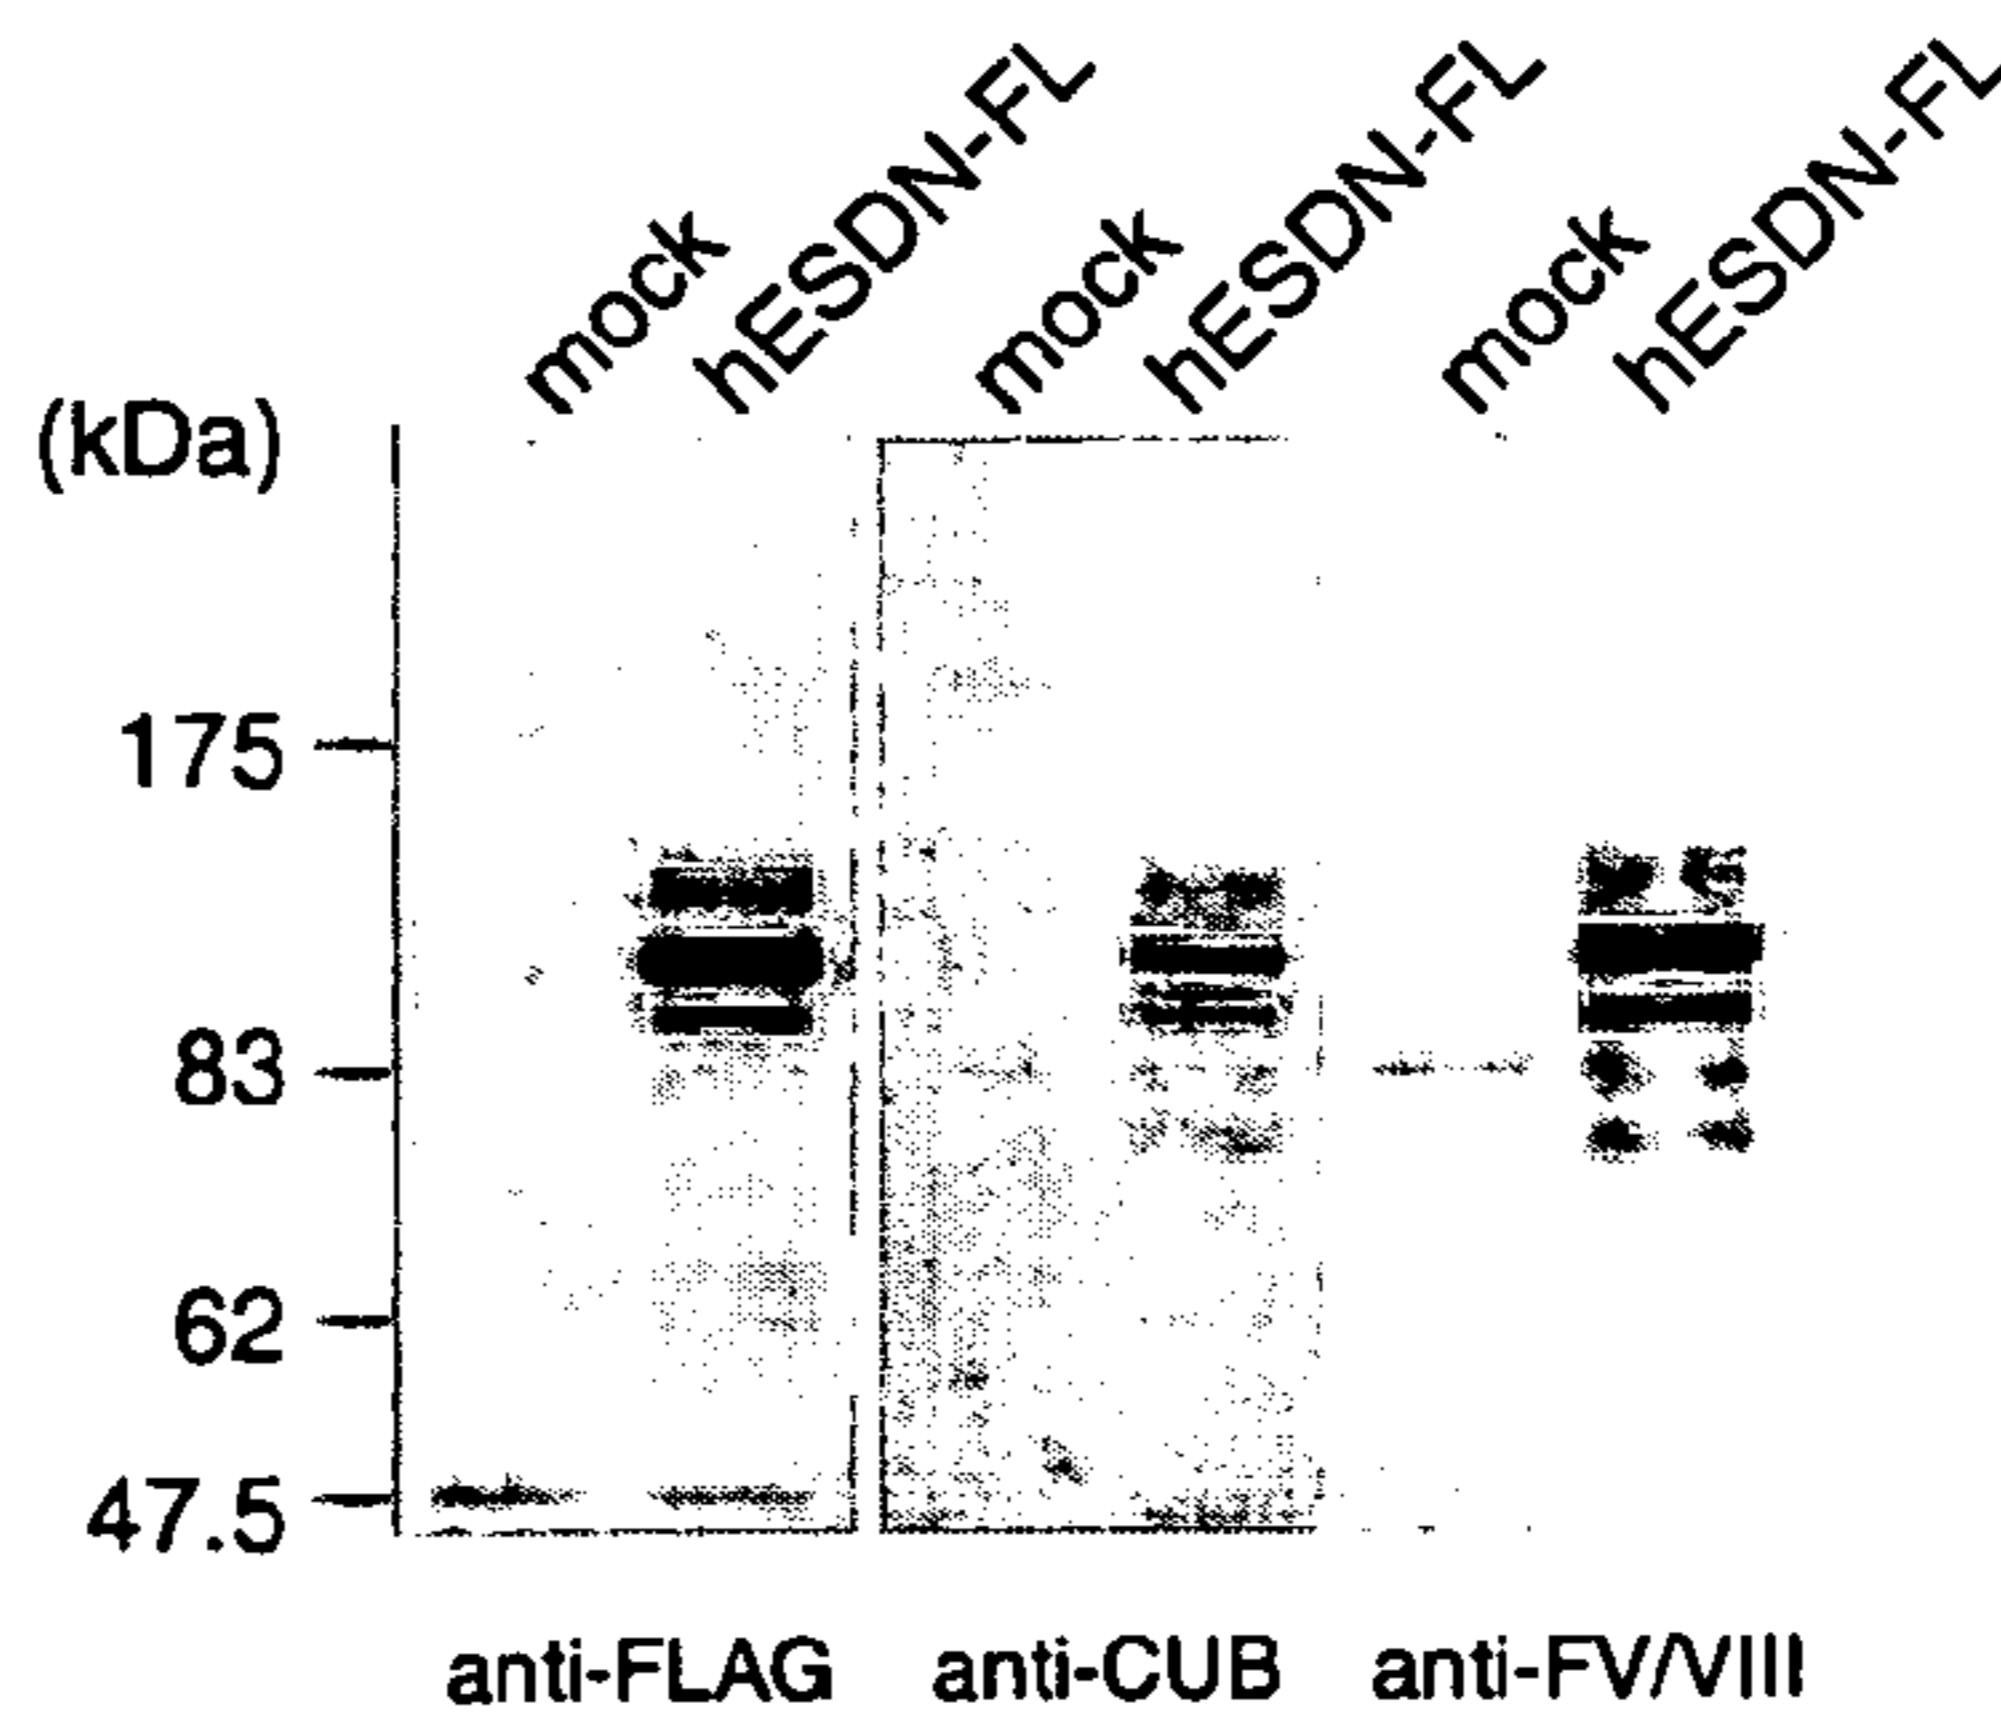 mock hESDN-FL mock hESDN-FL mock hESDN-FL
(kDa)
175
83
62
47.5
anti-FLAG anti-CUB anti-FV/VIII